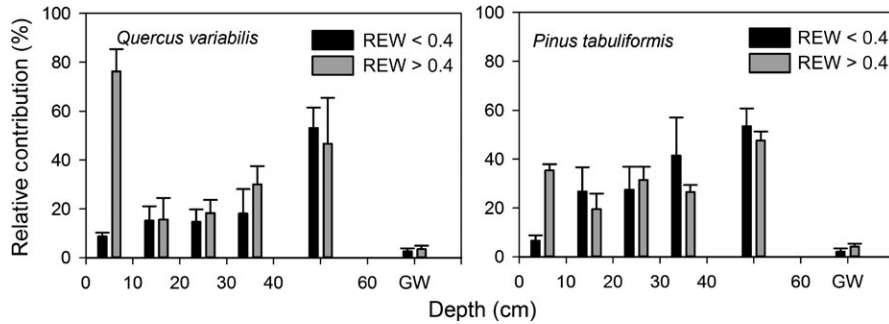 Relative contribution (%)
100
80
60
40
20
0
Quercus variabilis
REW < 0.4
REW > 0.4
0 10 20 30 40 60 GW
100
80
60
40
20
0
Pinus tabuliformis
REW < 0.4
REW > 0.4
0 10 20 30 40 60 GW
Depth (cm)